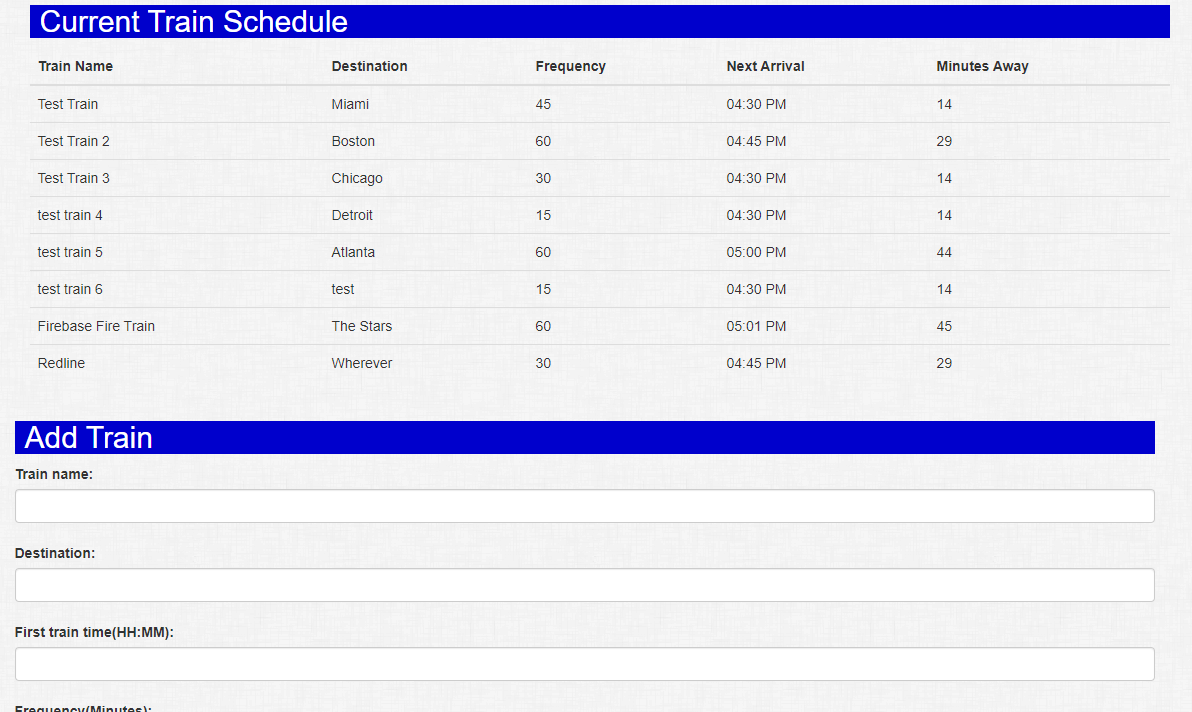 Current Train Schedule
Train Name Destination Frequency Next Arrival Minutes Away
Test Train Miami 45 04:30 PM 14
Test Train 2 Boston 60 04:45 PM 29
Test Train 3 Chicago 30 04:30 PM 14
test train 4 Detroit 15 04:30 PM 14
test train 5 Atlanta 60 05:00 PM 44
test train 6 test 15 04:30 PM 14
Firebase Fire Train The Stars 60 05:01 PM 45
Redline Wherever 30 04:45 PM 29
Add Train
Train name:
Destination:
First train time(HH:MM):
Frequency(Minutes):